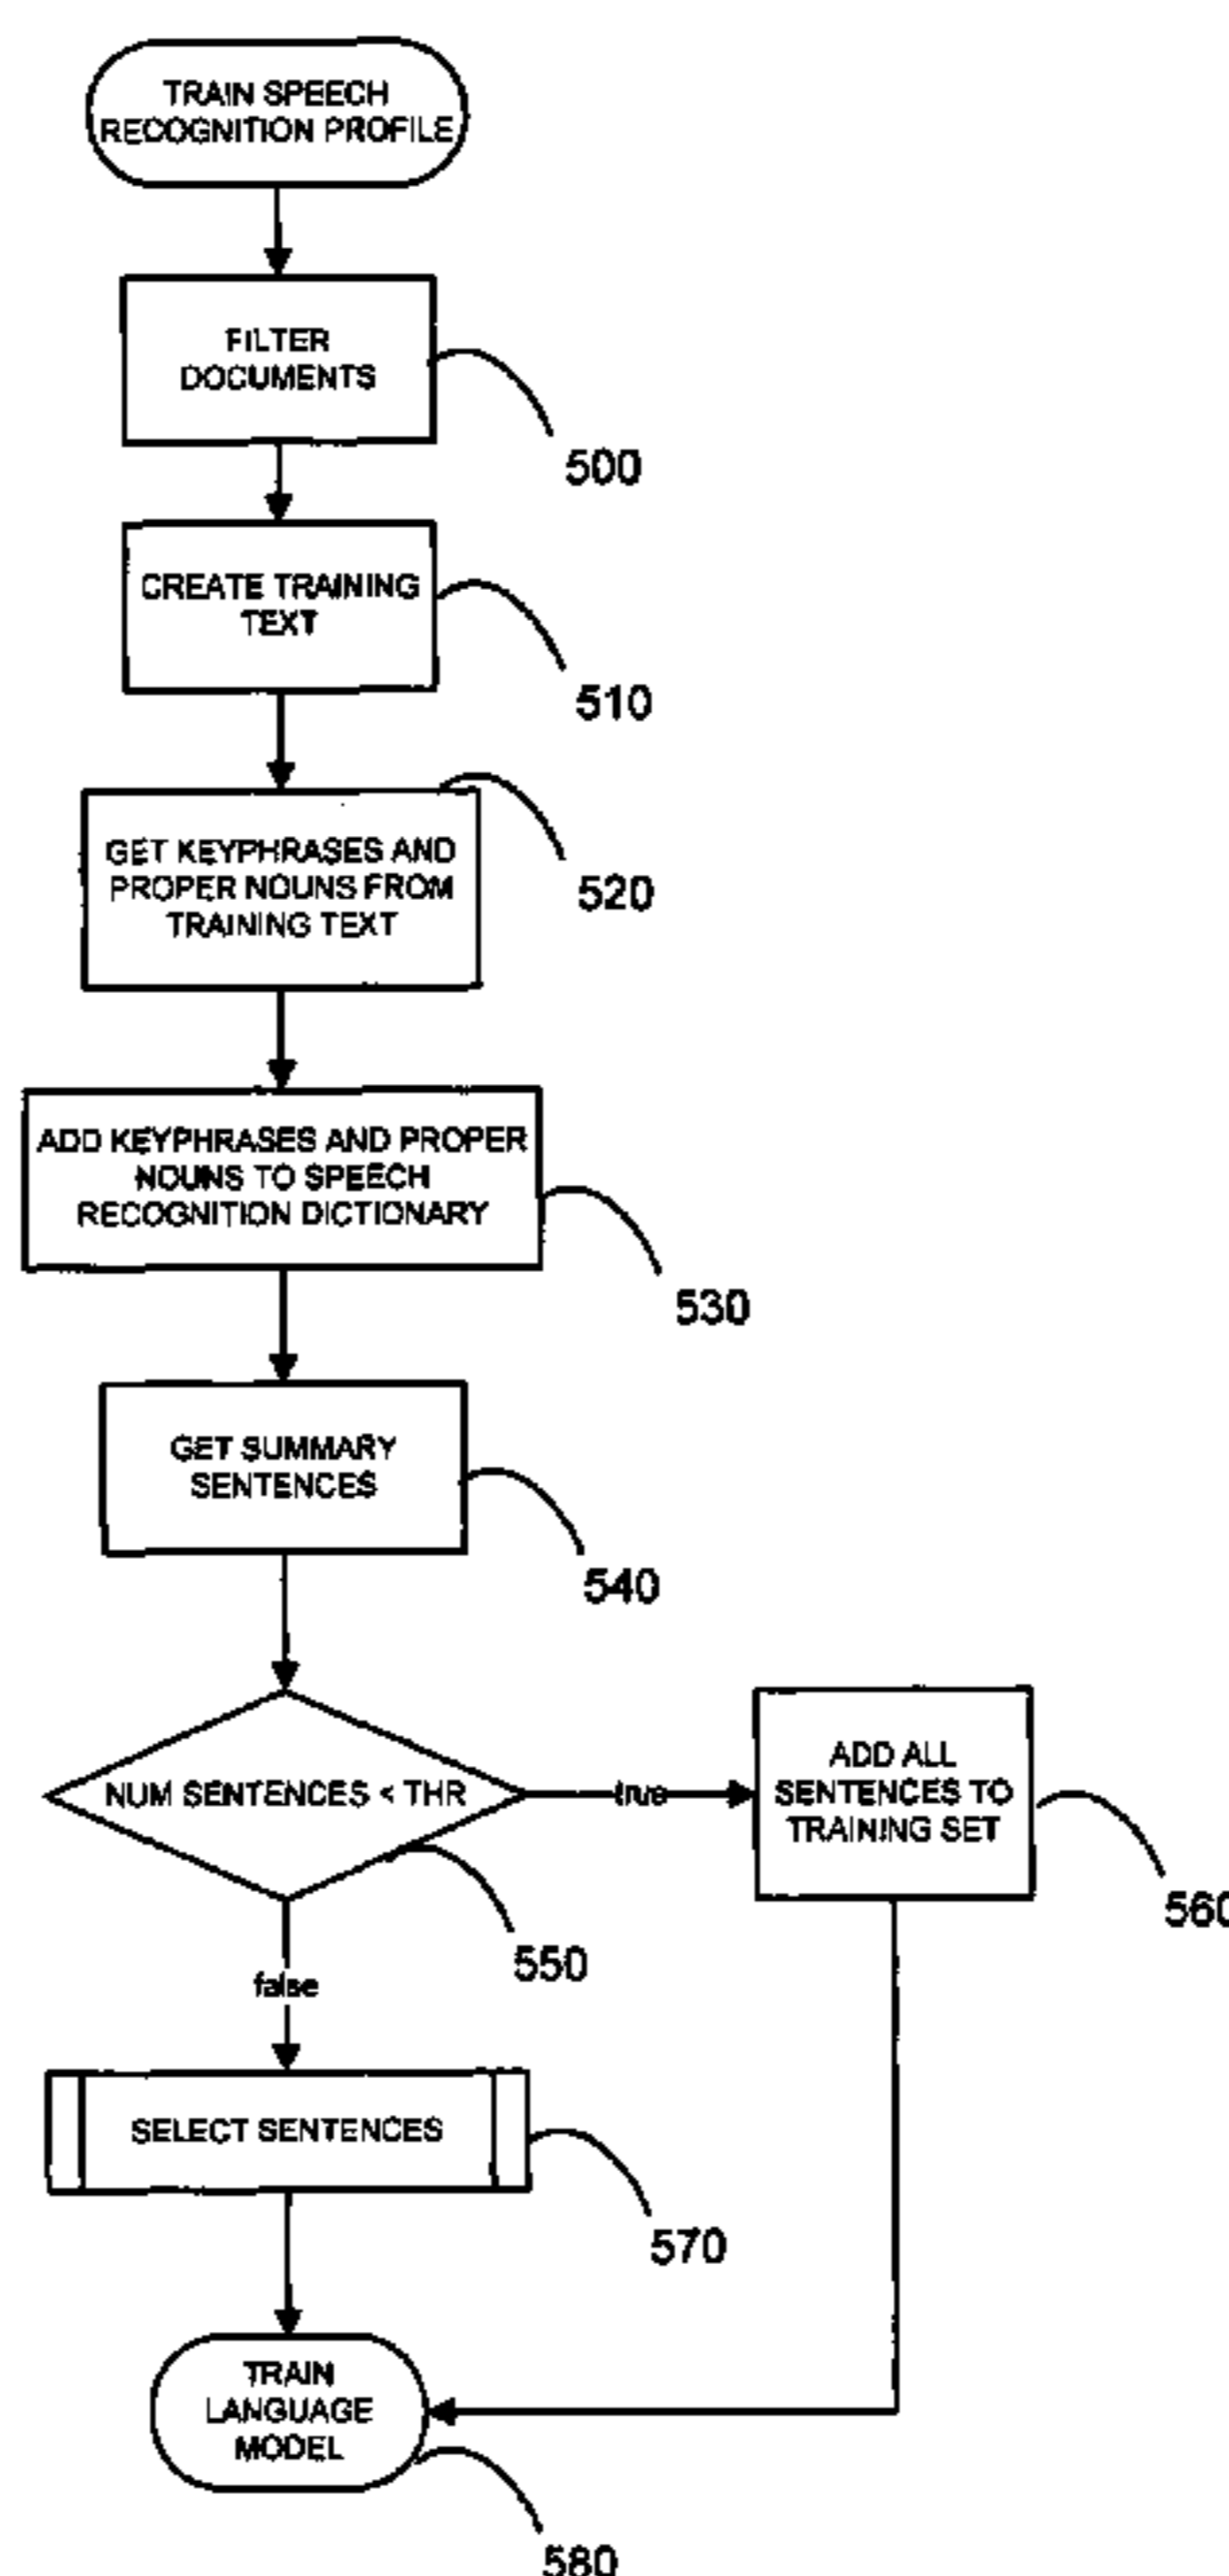 TRAIN SPEECH
RECOGNITION PROFILE
FILTER
DOCUMENTS
500
CREATE TRAINING
TEXT
510
GET KEYPHRASES AND
PROPER NOUNS FROM
TRAINING TEXT
520
ADD KEYPHRASES AND PROPER
NOUNS TO SPEECH
RECOGNITION DICTIONARY
530
GET SUMMARY
SENTENCES
540
NUM SENTENCES < THR
true
ADD ALL
SENTENCES TO
TRAINING SET
560
550
false
SELECT SENTENCES
570
TRAIN
LANGUAGE
MODEL
580